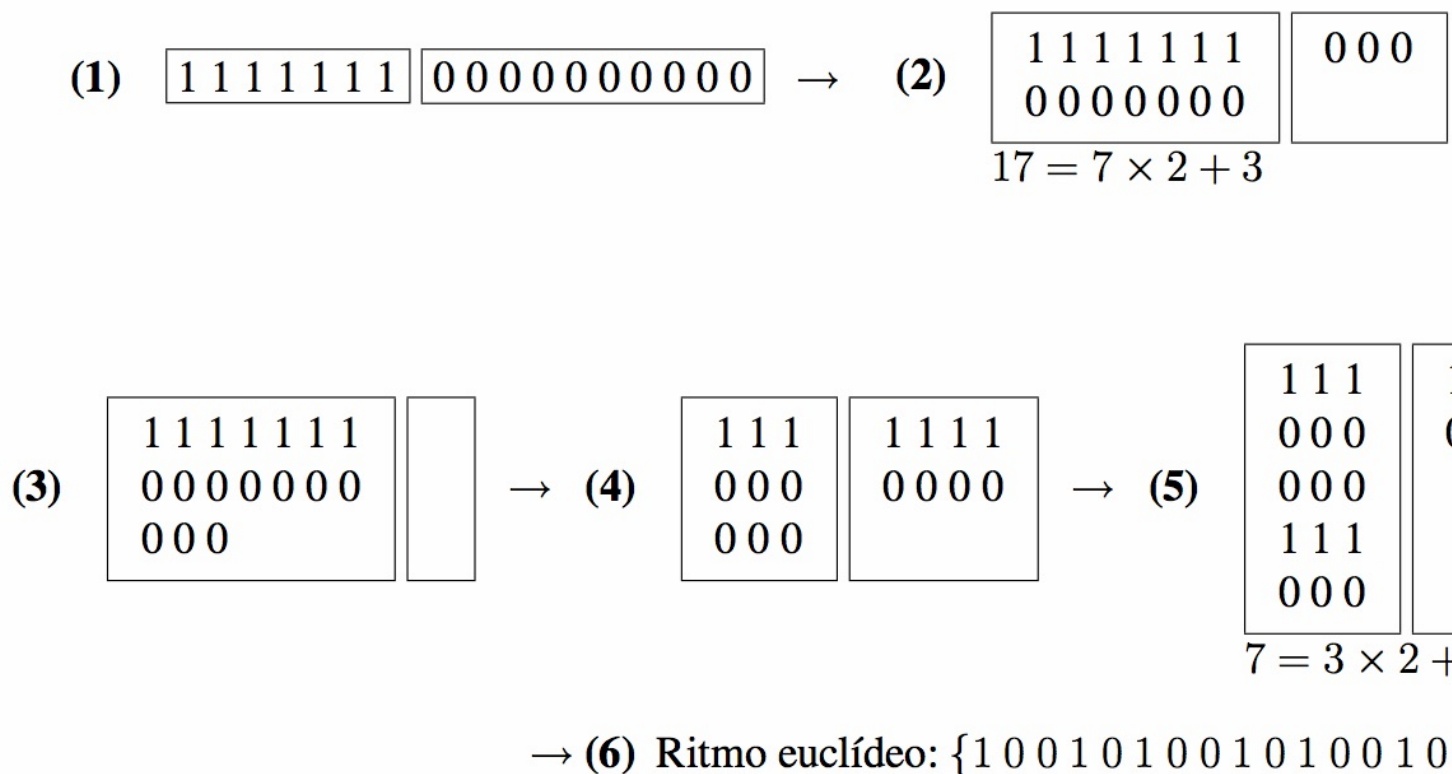 (1) 1 1 1 1 1 1 1 0 0 0 0 0 0 0 0 0 0 →
(2) 1 1 1 1 1 1 1 0 0 0
0 0 0 0 0 0 0
17 = 7 × 2 + 3
(3) 1 1 1 1 1 1 1
0 0 0 0 0 0 0
0 0 0
→ (4) 1 1 1 1 1 1 1
0 0 0 0 0 0 0
0 0 0
→ (5) 1 1 1
0 0 0
0 0 0
1 1 1
0 0 0
7 = 3 × 2 +
→ (6) Ritmo euclídeo: {1 0 0 1 0 1 0 0 1 0 1 0 0 1 0